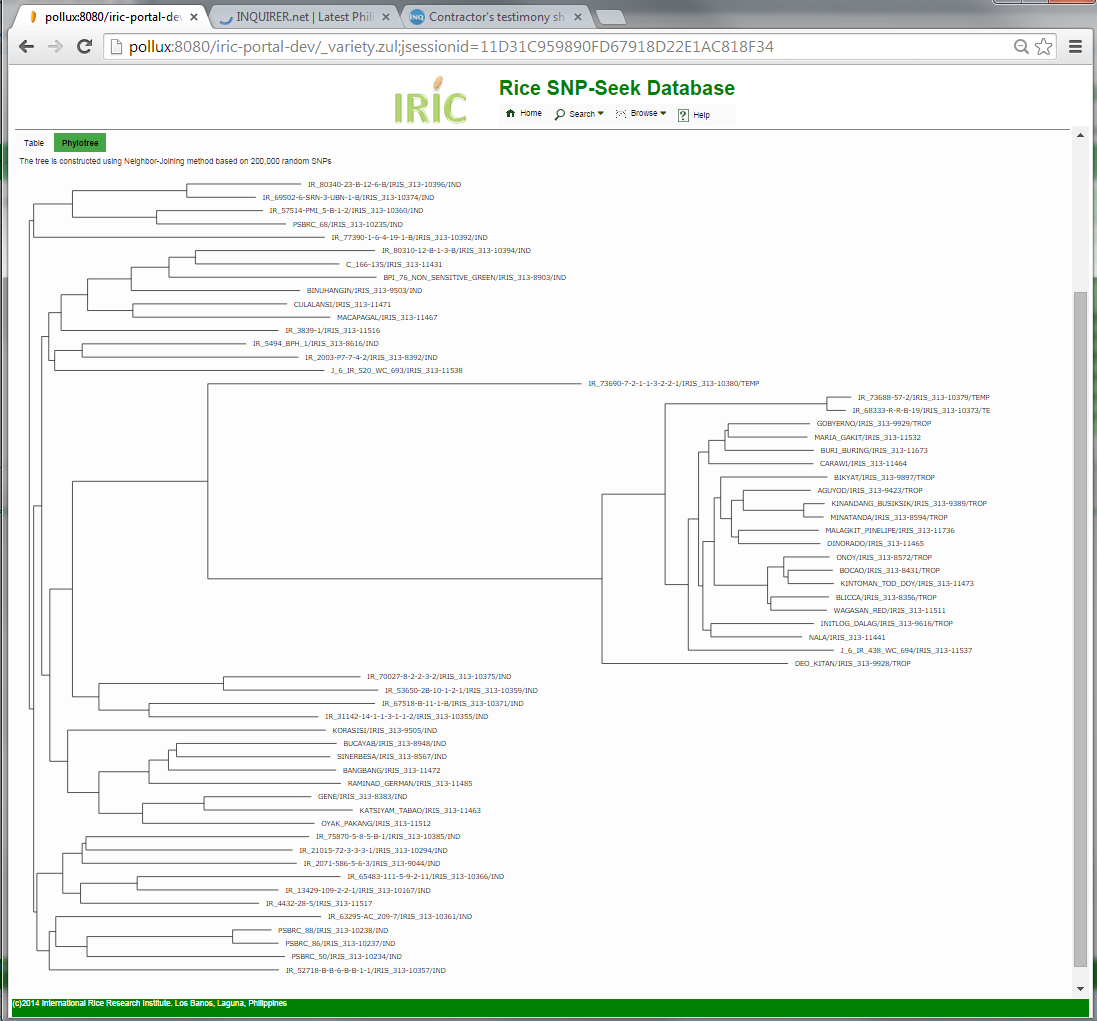 pollux:8080/iric-portal-dev
INQUIRER.net | Latest Phili
INQ
Contractor's testimony sh
pollux:8080/iric-portal-dev/_variety.zul;jsessionid=11D31C959890FD67918D22E1AC818F34
IRIC
Rice SNP-Seek Database
Home Search Browse ? Help
Table Phylotree
The tree is constructed using Neighbor-Joining method based on 200,000 random SNPs
IR_80340-23-B-12-6-B/IRIS_313-10396/IND
IR_69502-6-SRN-3-UBN-1-B/IRIS_313-10374/IND
IR_57514-PMI_5-B-1-2/IRIS_313-10360/IND
PSBRC_68/IRIS_313-10235/IND
IR_77390-1-6-4-19-1-B/IRIS_313-10392/IND
IR_80310-12-B-1-3-B/IRIS_313-10394/IND
C_166-135/IRIS_313-11431
BPI_76_NON_SENSITIVE_GREEN/IRIS_313-8903/IND
BINUHANGIN/IRIS_313-9503/IND
CULALANSI/IRIS_313-11471
MACAPAGAL/IRIS_313-11467
IR_3839-1/IRIS_313-11516
IR_5494_BPH_1/IRIS_313-8616/IND
IR_2003-P7-7-4-2/IRIS_313-8392/IND
J_6_IR_520_WC_693/IRIS_313-11538
IR_73690-7-2-1-1-3-2-2-1/IRIS_313-10380/TEMP
IR_73688-57-2/IRIS_313-10379/TEMP
IR_68333-R-R-B-19/IRIS_313-10373/TE
GOBYERNO/IRIS_313-9929/TROP
MARIA_GAKIT/IRIS_313-11532
BURI_BURING/IRIS_313-11673
CARAWI/IRIS_313-11464
BIKYAT/IRIS_313-9897/TROP
AGUYOD/IRIS_313-9423/TROP
KINANDANG_BUSIKSIK/IRIS_313-9389/TROP
MINATANDA/IRIS_313-8594/TROP
MALAGKIT_PINELIPE/IRIS_313-11736
DINORADO/IRIS_313-11465
ONOY/IRIS_313-8572/TROP
BOCAO/IRIS_313-8431/TROP
KINTOMAN_TOD_DOY/IRIS_313-11473
BLICCA/IRIS_313-8356/TROP
WAGASAN_RED/IRIS_313-11511
INITLOG_DALAG/IRIS_313-9616/TROP
NALA/IRIS_313-11441
J_6_IR_438_WC_694/IRIS_313-11537
DEO_KITAN/IRIS_313-9928/TROP
IR_70027-8-2-2-3-2/IRIS_313-10375/IND
IR_53650-2B-10-1-2-1/IRIS_313-10359/IND
IR_67518-B-11-1-B/IRIS_313-10371/IND
IR_31142-14-1-1-3-1-1-2/IRIS_313-10355/IND
KORASISI/IRIS_313-9505/IND
BUCAYAB/IRIS_313-8948/IND
SINERBESA/IRIS_313-8567/IND
BANGBANG/IRIS_313-11472
RAMINAD_GERMAN/IRIS_313-11485
GENE/IRIS_313-8383/IND
KATSIYAM_TABAO/IRIS_313-11463
OYAK_PAKANG/IRIS_313-11512
IR_75870-5-8-5-B-1/IRIS_313-10385/IND
IR_21015-72-3-3-3-1/IRIS_313-10294/IND
IR_2071-586-5-6-3/IRIS_313-9044/IND
IR_65483-111-5-9-2-11/IRIS_313-10366/IND
IR_13429-109-2-2-1/IRIS_313-10167/IND
IR_4432-28-5/IRIS_313-11517
IR_63295-AC_209-7/IRIS_313-10361/IND
PSBRC_88/IRIS_313-10238/IND
PSBRC_86/IRIS_313-10237/IND
PSBRC_50/IRIS_313-10234/IND
IR_52718-B-B-6-B-B-1-1/IRIS_313-10357/IND
(c)2014 International Rice Research Institute. Los Banos, Laguna, Philippines